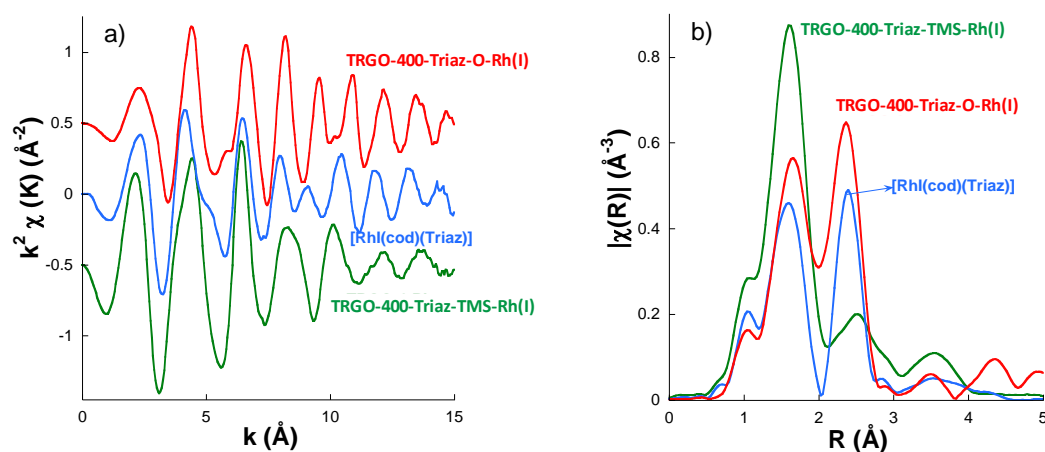 a)
TRGO-400-Triaz-O-Rh(I)
[RhI(cod)(Triaz)]
TRGO-400-Triaz-TMS-Rh(I)
k² χ (K) (Å⁻²)
1
0.5
0
-0.5
-1
0
5
10
15
k (Å)
b)
TRGO-400-Triaz-TMS-Rh(I)
TRGO-400-Triaz-O-Rh(I)
[RhI(cod)(Triaz)]
|χ(R)| (Å⁻³)
0.8
0.6
0.4
0.2
0
0
1
2
3
4
5
R (Å)